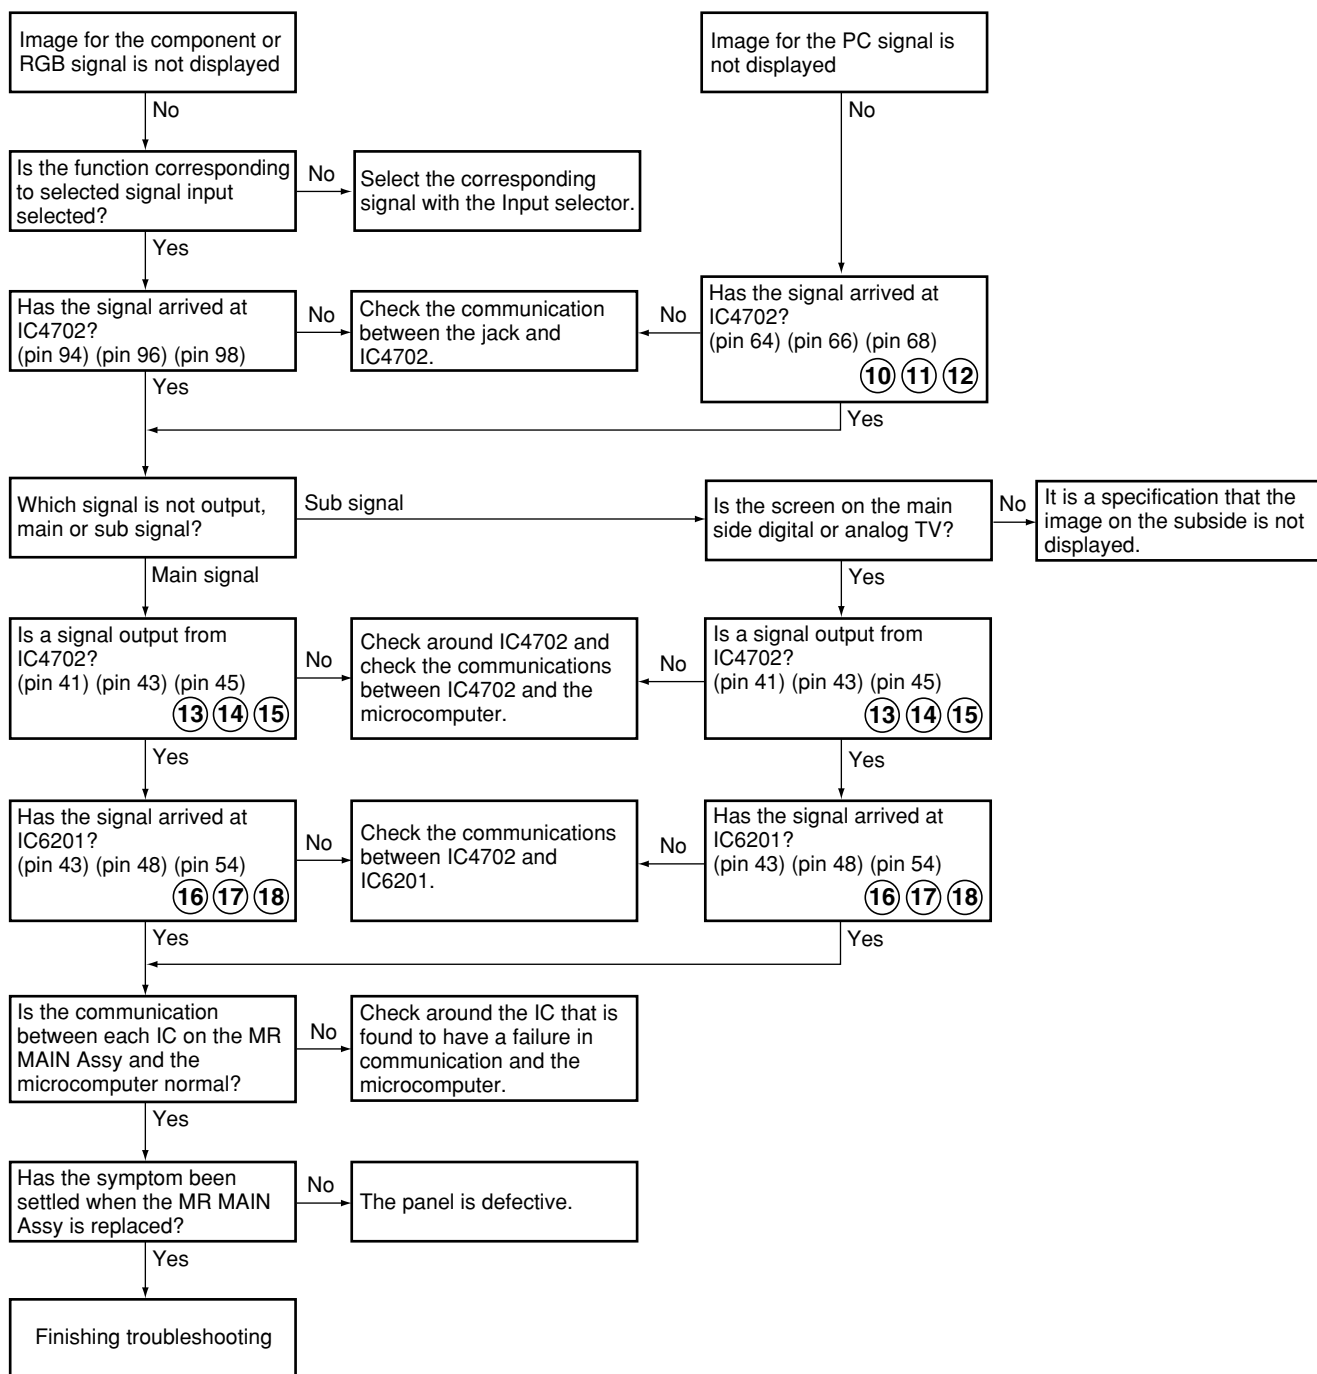 Image for the component or
RGB signal is not displayed
Image for the PC signal is
not displayed
No
No
Is the function corresponding
to selected signal input
selected?
No
Select the corresponding
signal with the Input selector.
Yes
Has the signal arrived at
IC4702?
(pin 94) (pin 96) (pin 98)
No
Check the communication
between the jack and
IC4702.
No
Has the signal arrived at
IC4702?
(pin 64) (pin 66) (pin 68)
10 11 12
Yes
Yes
Which signal is not output,
main or sub signal?
Sub signal
Is the screen on the main
side digital or analog TV?
No
It is a specification that the
image on the subside is not
displayed.
Main signal
Yes
Is a signal output from
IC4702?
(pin 41) (pin 43) (pin 45)
13 14 15
No
Check around IC4702 and
check the communications
between IC4702 and the
microcomputer.
No
Is a signal output from
IC4702?
(pin 41) (pin 43) (pin 45)
13 14 15
Yes
Yes
Has the signal arrived at
IC6201?
(pin 43) (pin 48) (pin 54)
16 17 18
No
Check the communications
between IC4702 and
IC6201.
No
Has the signal arrived at
IC6201?
(pin 43) (pin 48) (pin 54)
16 17 18
Yes
Yes
Is the communication
between each IC on the MR
MAIN Assy and the
microcomputer normal?
No
Check around the IC that is
found to have a failure in
communication and the
microcomputer.
Yes
Has the symptom been
settled when the MR MAIN
Assy is replaced?
No
The panel is defective.
Yes
Finishing troubleshooting